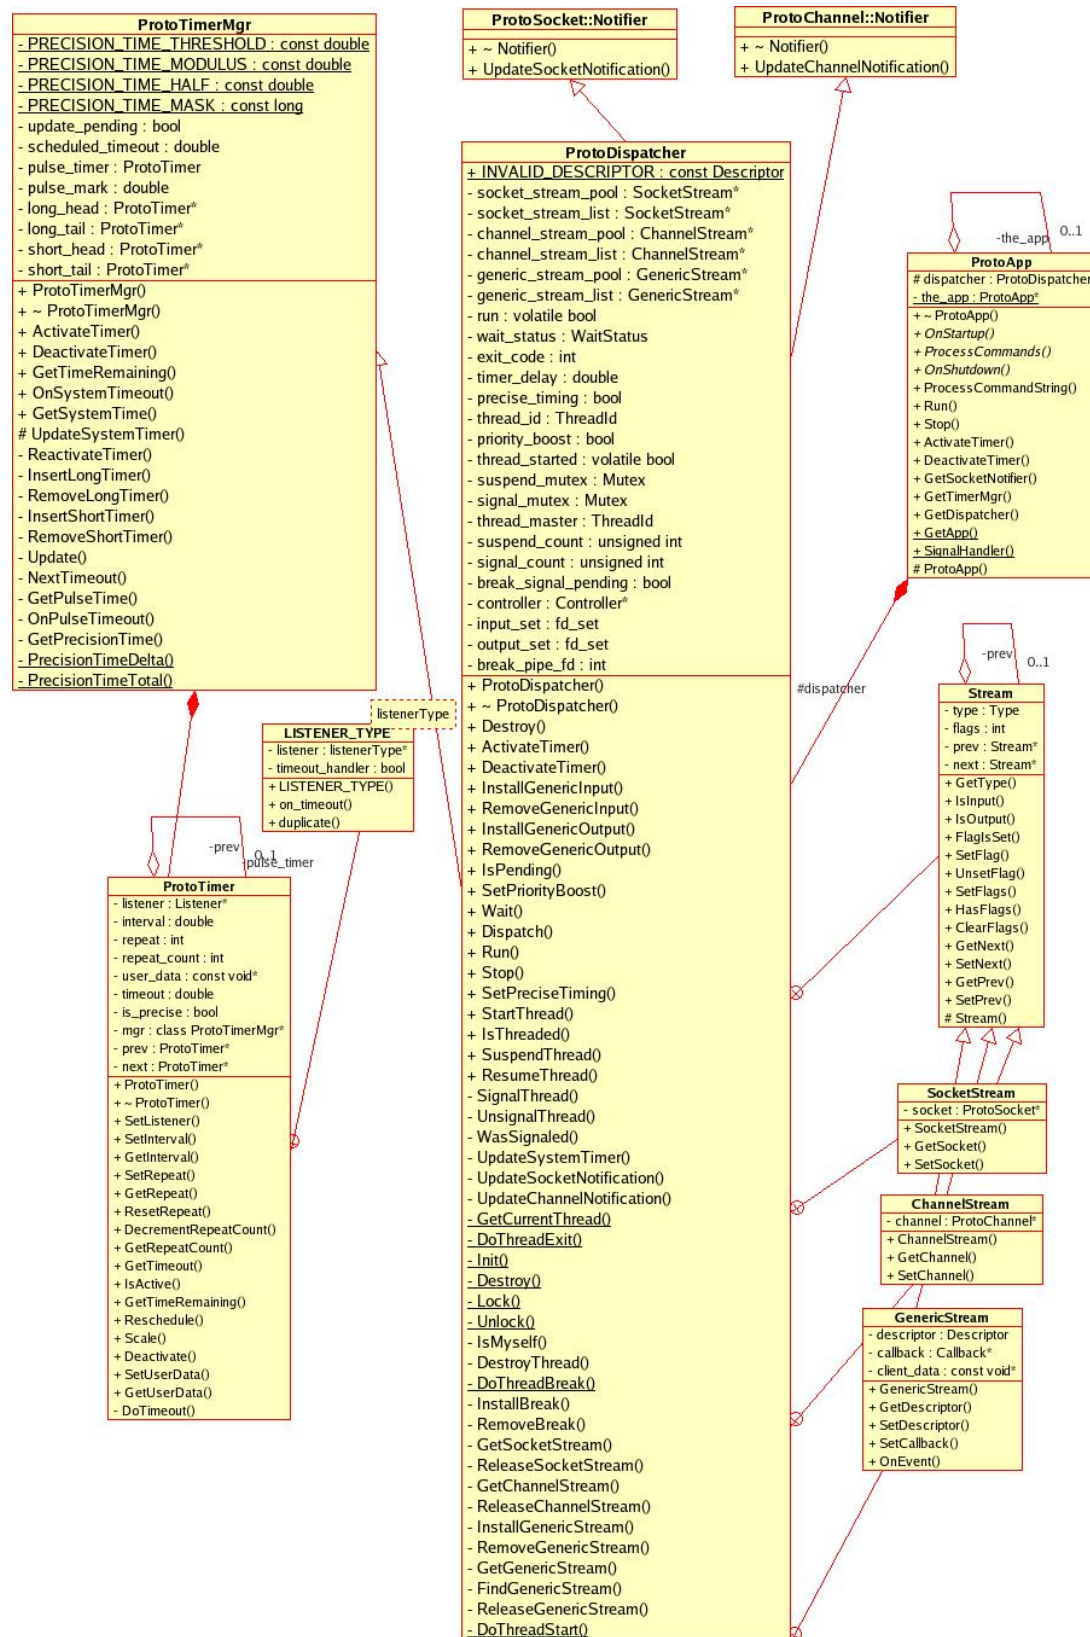 ProtoTimerMgr
- PRECISION_TIME_THRESHOLD : const double
- PRECISION_TIME_MODULUS : const double
- PRECISION_TIME_HALF : const double
- PRECISION_TIME_MASK : const long
- update_pending : bool
- scheduled_timeout : double
- pulse_timer : ProtoTimer
- pulse_mark : double
- long_head : ProtoTimer*
- long_tail : ProtoTimer*
- short_head : ProtoTimer*
- short_tail : ProtoTimer*
+ ProtoTimerMgr()
+ ~ ProtoTimerMgr()
+ ActivateTimer()
+ DeactivateTimer()
+ GetTimeRemaining()
+ OnSystemTimeout()
+ GetSystemTime()
# UpdateSystemTimer()
- ReactivateTimer()
- InsertLongTimer()
- RemoveLongTimer()
- InsertShortTimer()
- RemoveShortTimer()
- Update()
- NextTimeout()
- GetPulseTime()
- OnPulseTimeout()
- GetPrecisionTime()
- PrecisionTimeDelta()
- PrecisionTimeTotal()
ProtoSocket::Notifier
+ ~ Notifier()
+ UpdateSocketNotification()
ProtoChannel::Notifier
+ ~ Notifier()
+ UpdateChannelNotification()
ProtoDispatcher
+ INVALID_DESCRIPTOR : const Descriptor
- socket_stream_pool : SocketStream*
- socket_stream_list : SocketStream*
- channel_stream_pool : ChannelStream*
- channel_stream_list : ChannelStream*
- generic_stream_pool : GenericStream*
- generic_stream_list : GenericStream*
- run : volatile bool
- wait_status : WaitStatus
- exit_code : int
- timer_delay : double
- precise_timing : bool
- thread_id : ThreadId
- priority_boost : bool
- thread_started : volatile bool
- suspend_mutex : Mutex
- signal_mutex : Mutex
- thread_master : ThreadId
- suspend_count : unsigned int
- signal_count : unsigned int
- break_signal_pending : bool
- controller : Controller*
- input_set : fd_set
- output_set : fd_set
- break_pipe_fd : int
+ ProtoDispatcher()
+ ~ ProtoDispatcher()
+ Destroy()
+ ActivateTimer()
+ DeactivateTimer()
+ InstallGenericInput()
+ RemoveGenericInput()
+ InstallGenericOutput()
+ RemoveGenericOutput()
+ IsPending()
+ SetPriorityBoost()
+ Wait()
+ Dispatch()
+ Run()
+ Stop()
+ SetPreciseTiming()
+ StartThread()
+ IsThreaded()
+ SuspendThread()
+ ResumeThread()
- SignalThread()
- UnsignalThread()
- WasSignaled()
- UpdateSystemTimer()
- UpdateSocketNotification()
- UpdateChannelNotification()
- GetCurrentThread()
- DoThreadExit()
- Init()
- Destroy()
- Lock()
- Unlock()
- IsMyself()
- DestroyThread()
- DoThreadBreak()
- InstallBreak()
- RemoveBreak()
- GetSocketStream()
- ReleaseSocketStream()
- GetChannelStream()
- ReleaseChannelStream()
- InstallGenericStream()
- RemoveGenericStream()
- GetGenericStream()
- FindGenericStream()
- ReleaseGenericStream()
- DoThreadStart()
-the_app
0..1
ProtoApp
# dispatcher : ProtoDispatcher
- the_app : ProtoApp*
+ ~ ProtoApp()
+ OnStartup()
+ ProcessCommands()
+ OnShutdown()
+ ProcessCommandString()
+ Run()
+ Stop()
+ ActivateTimer()
+ DeactivateTimer()
+ GetSocketNotifier()
+ GetTimerMgr()
+ GetDispatcher()
+ GetApp()
+ SignalHandler()
# ProtoApp()
#dispatcher
listenerType
LISTENER_TYPE
- listener : listenerType*
- timeout_handler : bool
+ LISTENER_TYPE()
+ on_timeout()
+ duplicate()
-prev
0..1
-pulse_timer
ProtoTimer
- listener : Listener*
- interval : double
- repeat : int
- repeat_count : int
- user_data : const void*
- timeout : double
- is_precise : bool
- mgr : class ProtoTimerMgr*
- prev : ProtoTimer*
- next : ProtoTimer*
+ ProtoTimer()
+ ~ ProtoTimer()
+ SetListener()
+ SetInterval()
+ GetInterval()
+ SetRepeat()
+ GetRepeat()
+ ResetRepeat()
+ DecrementRepeatCount()
+ GetRepeatCount()
+ GetTimeout()
+ IsActive()
+ GetTimeRemaining()
+ Reschedule()
+ Scale()
+ Deactivate()
+ SetUserData()
+ GetUserData()
- DoTimeout()
-prev
0..1
Stream
- type : Type
- flags : int
- prev : Stream*
- next : Stream*
+ GetType()
+ IsInput()
+ IsOutput()
+ FlagIsSet()
+ SetFlag()
+ UnsetFlag()
+ SetFlags()
+ HasFlags()
+ ClearFlags()
+ GetNext()
+ SetNext()
+ GetPrev()
+ SetPrev()
# Stream()
SocketStream
- socket : ProtoSocket*
+ SocketStream()
+ GetSocket()
+ SetSocket()
ChannelStream
- channel : ProtoChannel*
+ ChannelStream()
+ GetChannel()
+ SetChannel()
GenericStream
- descriptor : Descriptor
- callback : Callback*
- client_data : const void*
+ GenericStream()
+ GetDescriptor()
+ SetDescriptor()
+ SetCallback()
+ OnEvent()